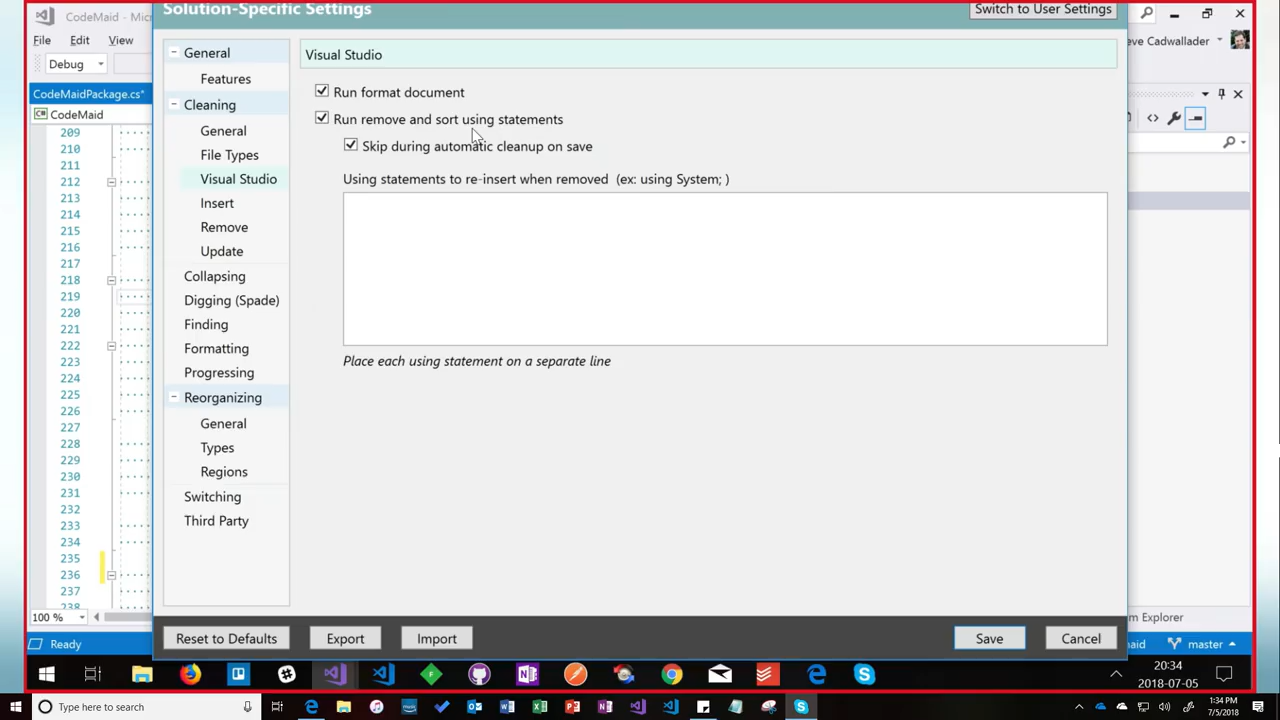 CodeMaid - Mic
Solution-Specific Settings
Switch to User Settings
File Edit View
eve Cadwallader
Debug
CodeMaidPackage.cs*
CodeMaid
General
Features
Cleaning
General
File Types
Visual Studio
Insert
Remove
Update
Collapsing
Digging (Spade)
Finding
Formatting
Progressing
Reorganizing
General
Types
Regions
Switching
Third Party
Visual Studio
Run format document
Run remove and sort using statements
Skip during automatic cleanup on save
Using statements to re-insert when removed (ex: using System; )
Place each using statement on a separate line
209
210
211
212
213
214
215
216
217
218
219
220
221
222
223
224
225
226
227
228
229
230
231
232
233
234
235
236
237
238
100 %
m Explorer
Reset to Defaults Export Import Save Cancel
Ready
aid master
20:34
2018-07-05
Type here to search
1:34 PM
7/5/2018